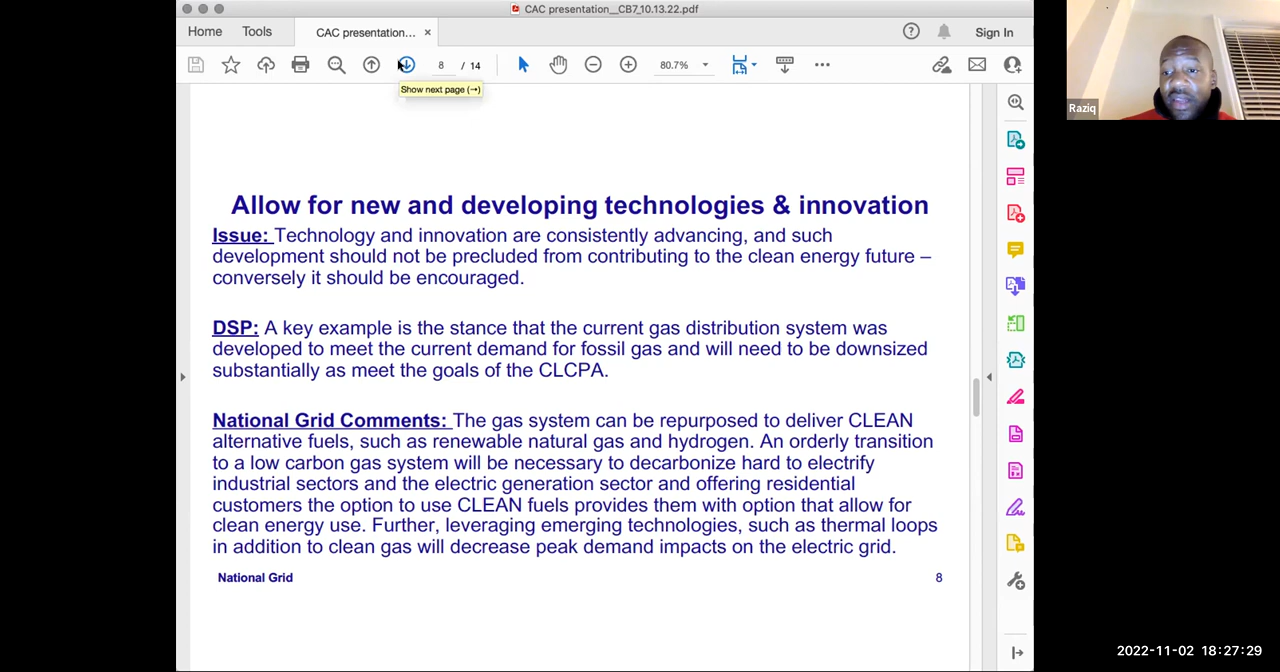 CAC presentation__CB7_10.13.22.pdf
Home
Tools
CAC presentation...
Sign In
8 / 14
80.7%
Show next page (→)
Raziq
Allow for new and developing technologies & innovation
Issue: Technology and innovation are consistently advancing, and such
development should not be precluded from contributing to the clean energy future –
conversely it should be encouraged.
DSP: A key example is the stance that the current gas distribution system was
developed to meet the current demand for fossil gas and will need to be downsized
substantially as meet the goals of the CLCPA.
National Grid Comments: The gas system can be repurposed to deliver CLEAN
alternative fuels, such as renewable natural gas and hydrogen. An orderly transition
to a low carbon gas system will be necessary to decarbonize hard to electrify
industrial sectors and the electric generation sector and offering residential
customers the option to use CLEAN fuels provides them with option that allow for
clean energy use. Further, leveraging emerging technologies, such as thermal loops
in addition to clean gas will decrease peak demand impacts on the electric grid.
National Grid
8
2022-11-02 18:27:29